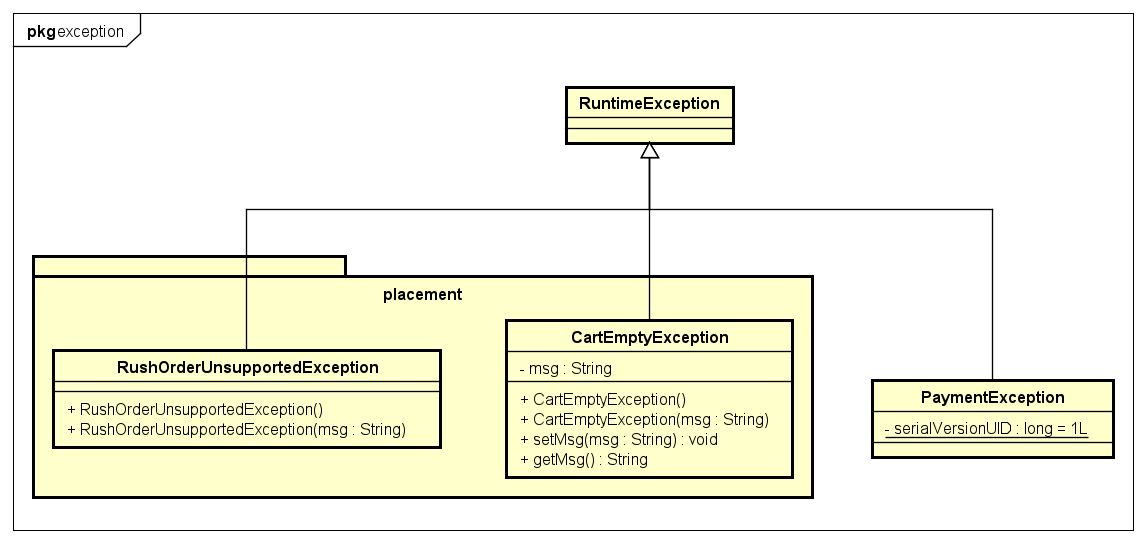 pkg exception
RuntimeException
placement
RushOrderUnsupportedException
+ RushOrderUnsupportedException()
+ RushOrderUnsupportedException(msg : String)
CartEmptyException
- msg : String
+ CartEmptyException()
+ CartEmptyException(msg : String)
+ setMsg(msg : String) : void
+ getMsg() : String
PaymentException
- serialVersionUID : long = 1L